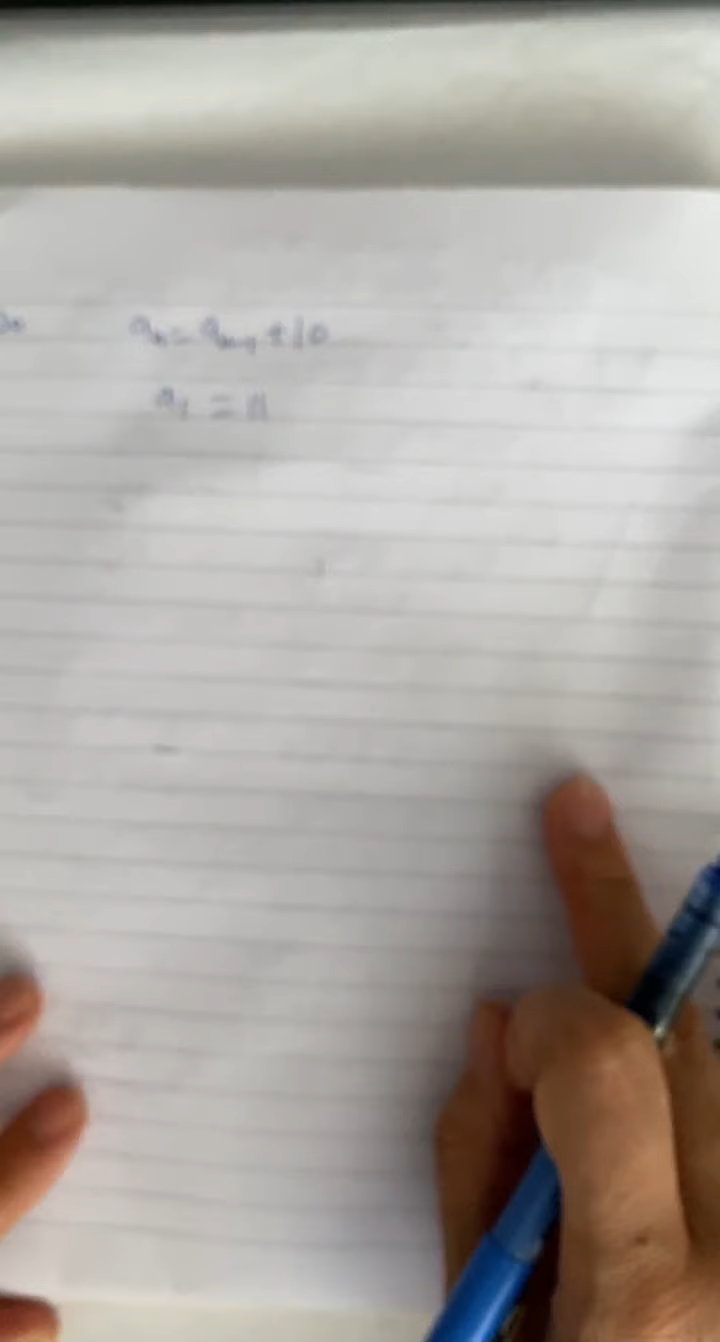 aₙ = aₙ₋₁ + 10
a₁ = 11